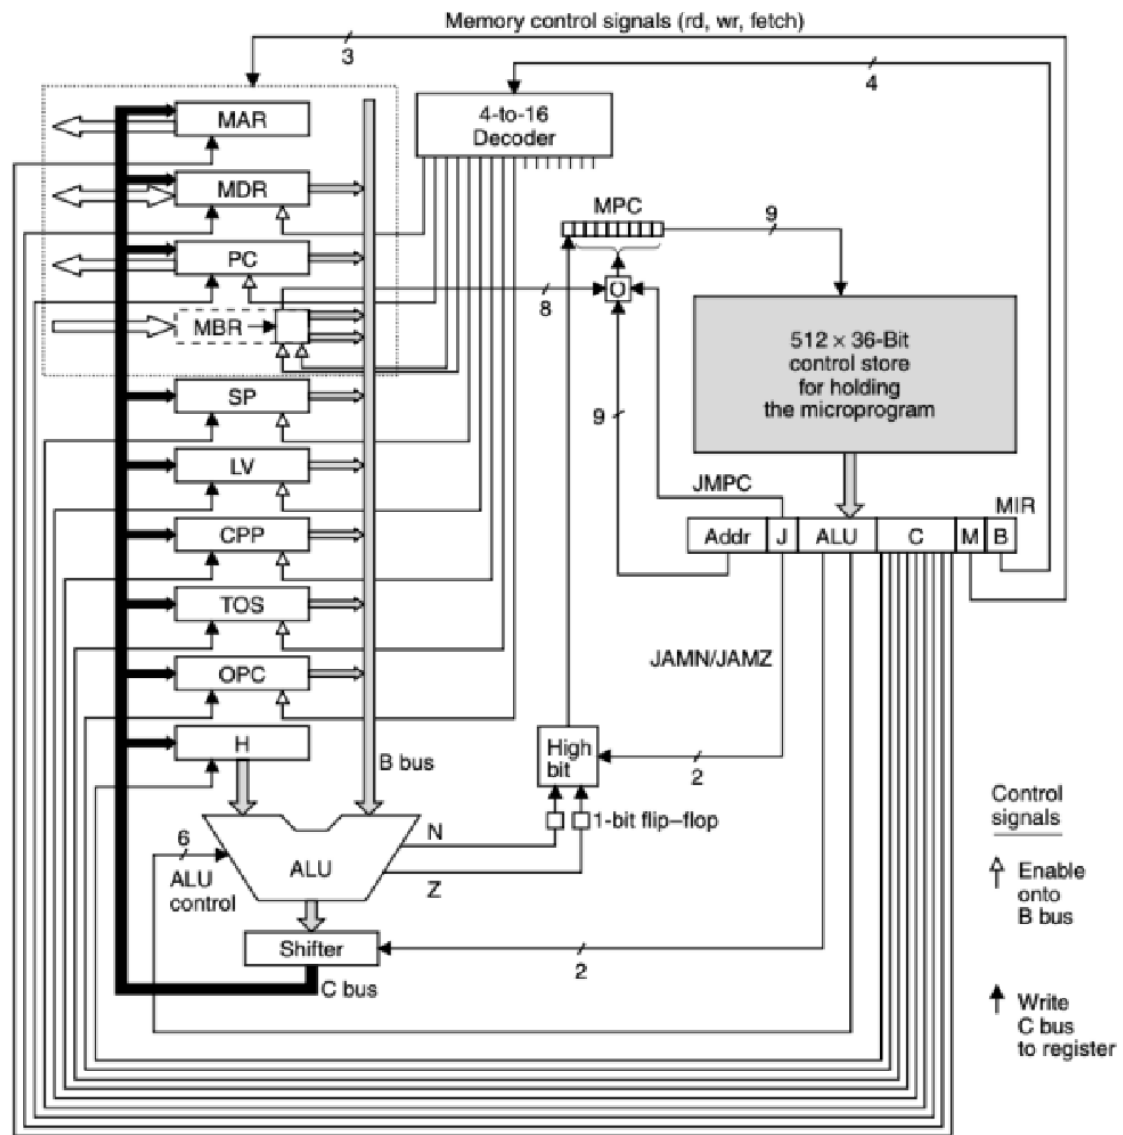 Memory control signals (rd, wr, fetch)
3
4
MAR
4-to-16
Decoder
MDR
MPC
9
PC
8
MBR
512 × 36-Bit
control store
for holding
the microprogram
SP
9
LV
JMPC
MIR
Addr J ALU C M B
CPP
TOS
JAMN/JAMZ
OPC
H
High
bit
B bus
2
Control
signals
1-bit flip–flop
N
6
ALU
ALU
control
Z
Enable
onto
B bus
Shifter
2
C bus
Write
C bus
to register